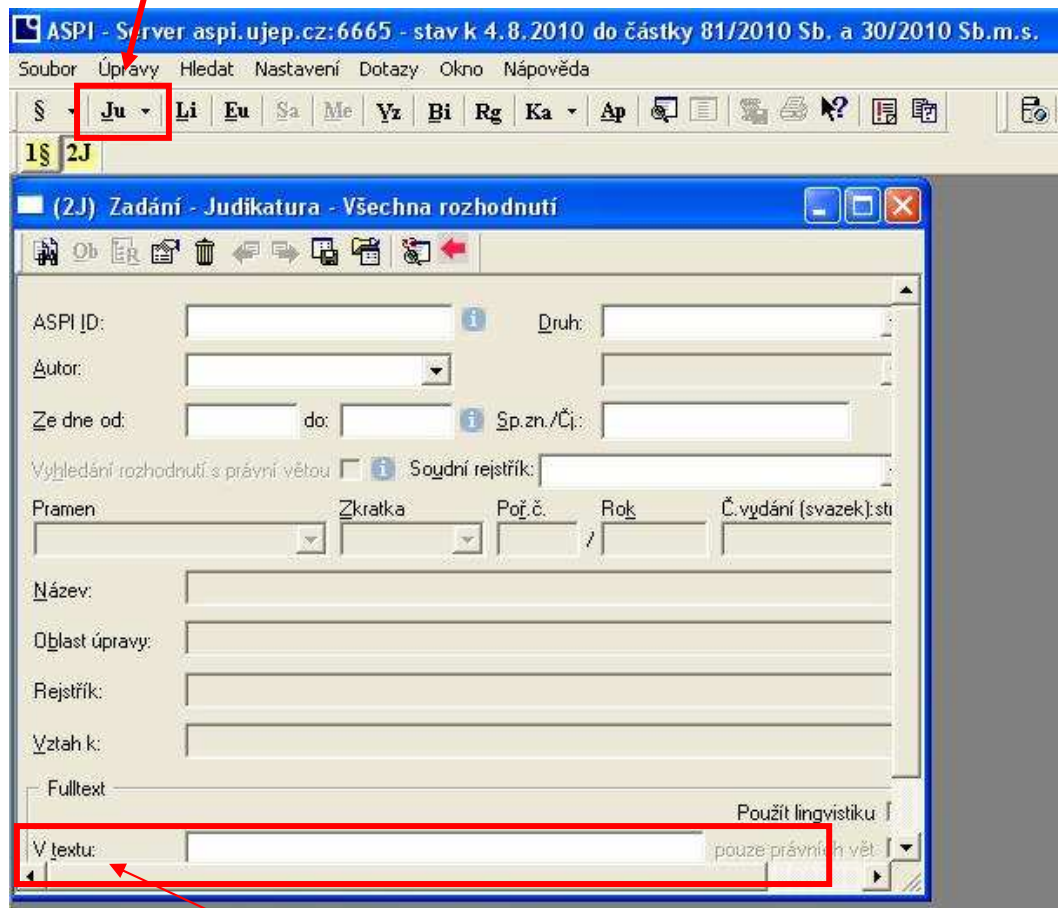 ASPI - Server aspi.ujep.cz:6665 - stav k 4.8.2010 do částky 81/2010 Sb. a 30/2010 Sb.m.s.
Soubor Úpravy Hledat Nastavení Dotazy Okno Nápověda
§ Ju Li Eu Sa Me Vz Bi Rg Ka Ap
1§ 2J
(2J) Zadání - Judikatura - Všechna rozhodnutí
Ob ER
ASPI ID: Druh:
Autor:
Ze dne od: do: Sp.zn./Čj.:
Vyhledání rozhodnutí s právní větou Soudní rejstřík:
Pramen Zkratka Poř.č. Rok Č.vydání (svazek):
/
Název:
Oblast úpravy:
Rejstřík:
Vztah k:
Fulltext
Použít lingvistiku
V textu: pouze právních vět